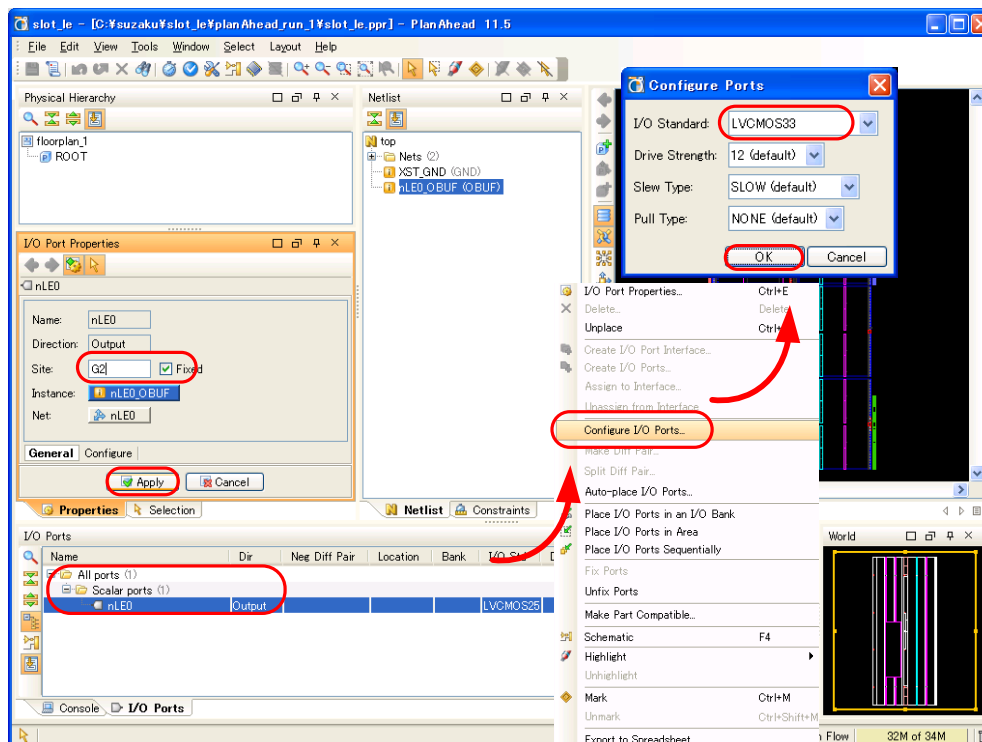 slot_le - [C:¥suzaku¥slot_le¥planAhead_run_1¥slot_le.ppr] - PlanAhead 11.5
File Edit View Tools Window Select Layout Help
Physical Hierarchy
floorplan_1
ROOT
Netlist
top
Nets (2)
XST_GND (GND)
nLE0_OBUF (OBUF)
Configure Ports
I/O Standard: LVCMOS33
Drive Strength: 12 (default)
Slew Type: SLOW (default)
Pull Type: NONE (default)
OK Cancel
I/O Port Properties
nLE0
Name: nLE0
Direction: Output
Site: G2 Fixed
Instance: nLE0_OBUF
Net: nLE0
General Configure
Apply Cancel
Properties Selection
Netlist Constraints
I/O Port Properties... Ctrl+E
Delete... Delete
Unplace
Create I/O Port Interface...
Create I/O Ports...
Assign to Interface...
Unassign from Interface
Configure I/O Ports...
Make Diff Pair...
Split Diff Pair...
Auto-place I/O Ports...
Place I/O Ports in an I/O Bank
Place I/O Ports in Area
Place I/O Ports Sequentially
Fix Ports
Unfix Ports
Make Part Compatible...
Schematic F4
Highlight
Unhighlight
Mark Ctrl+M
Unmark Ctrl+Shift+M
Export to Spreadsheet
I/O Ports
Name Dir Neg Diff Pair Location Bank I/O Std
All ports (1)
Scalar ports (1)
nLE0 Output LVCMOS25
Console I/O Ports
World
Flow 32M of 34M